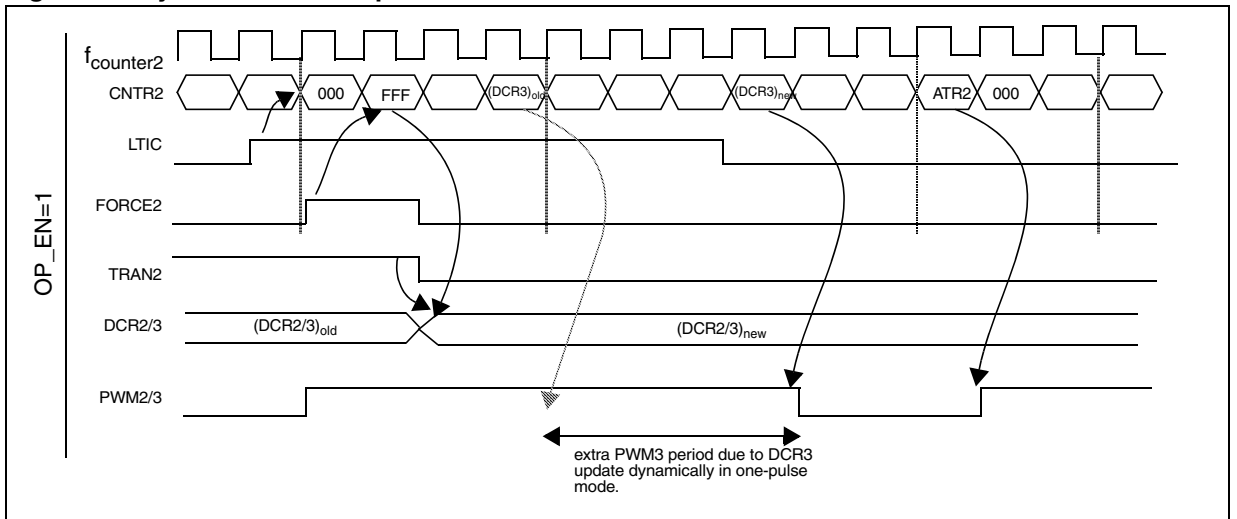 f counter2
CNTR2 000 FFF (DCR3)old (DCR3)new ATR2 000
LTIC
FORCE2
OP_EN=1
TRAN2
DCR2/3 (DCR2/3)old (DCR2/3)new
PWM2/3
extra PWM3 period due to DCR3
update dynamically in one-pulse
mode.